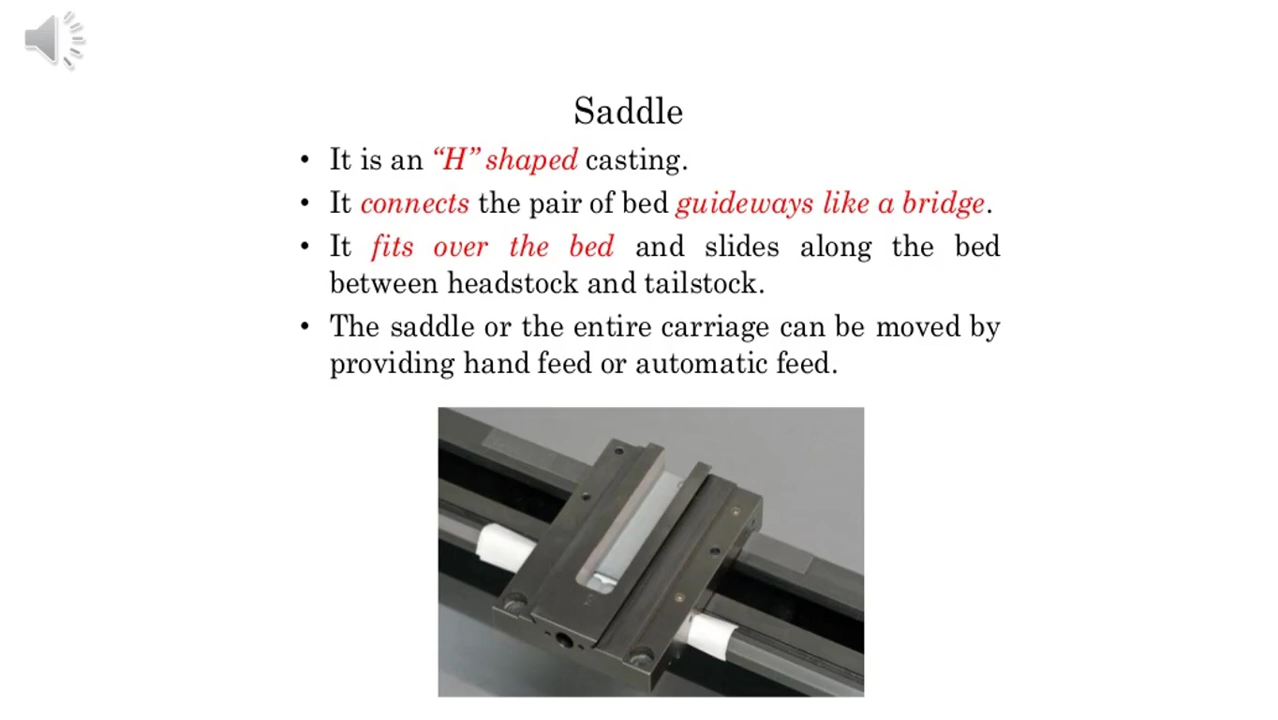 Saddle
• It is an “H” shaped casting.
• It connects the pair of bed guideways like a bridge.
• It fits over the bed and slides along the bed
between headstock and tailstock.
• The saddle or the entire carriage can be moved by
providing hand feed or automatic feed.